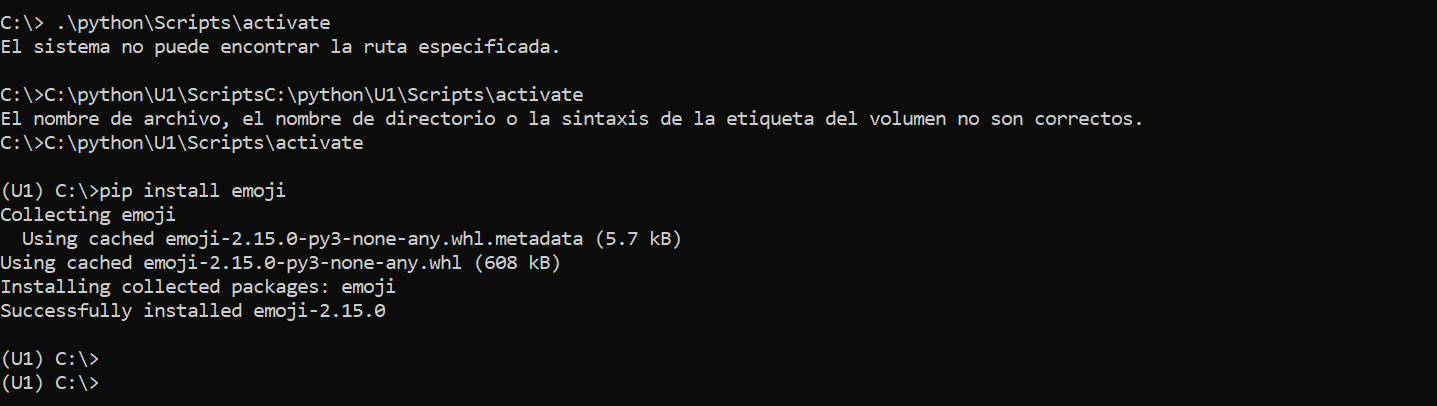 C:\> .\python\Scripts\activate
El sistema no puede encontrar la ruta especificada.
C:\>C:\python\U1\ScriptsC:\python\U1\Scripts\activate
El nombre de archivo, el nombre de directorio o la sintaxis de la etiqueta del volumen no son correctos.
C:\>C:\python\U1\Scripts\activate
(U1) C:\>pip install emoji
Collecting emoji
  Using cached emoji-2.15.0-py3-none-any.whl.metadata (5.7 kB)
Using cached emoji-2.15.0-py3-none-any.whl (608 kB)
Installing collected packages: emoji
Successfully installed emoji-2.15.0
(U1) C:\>
(U1) C:\>